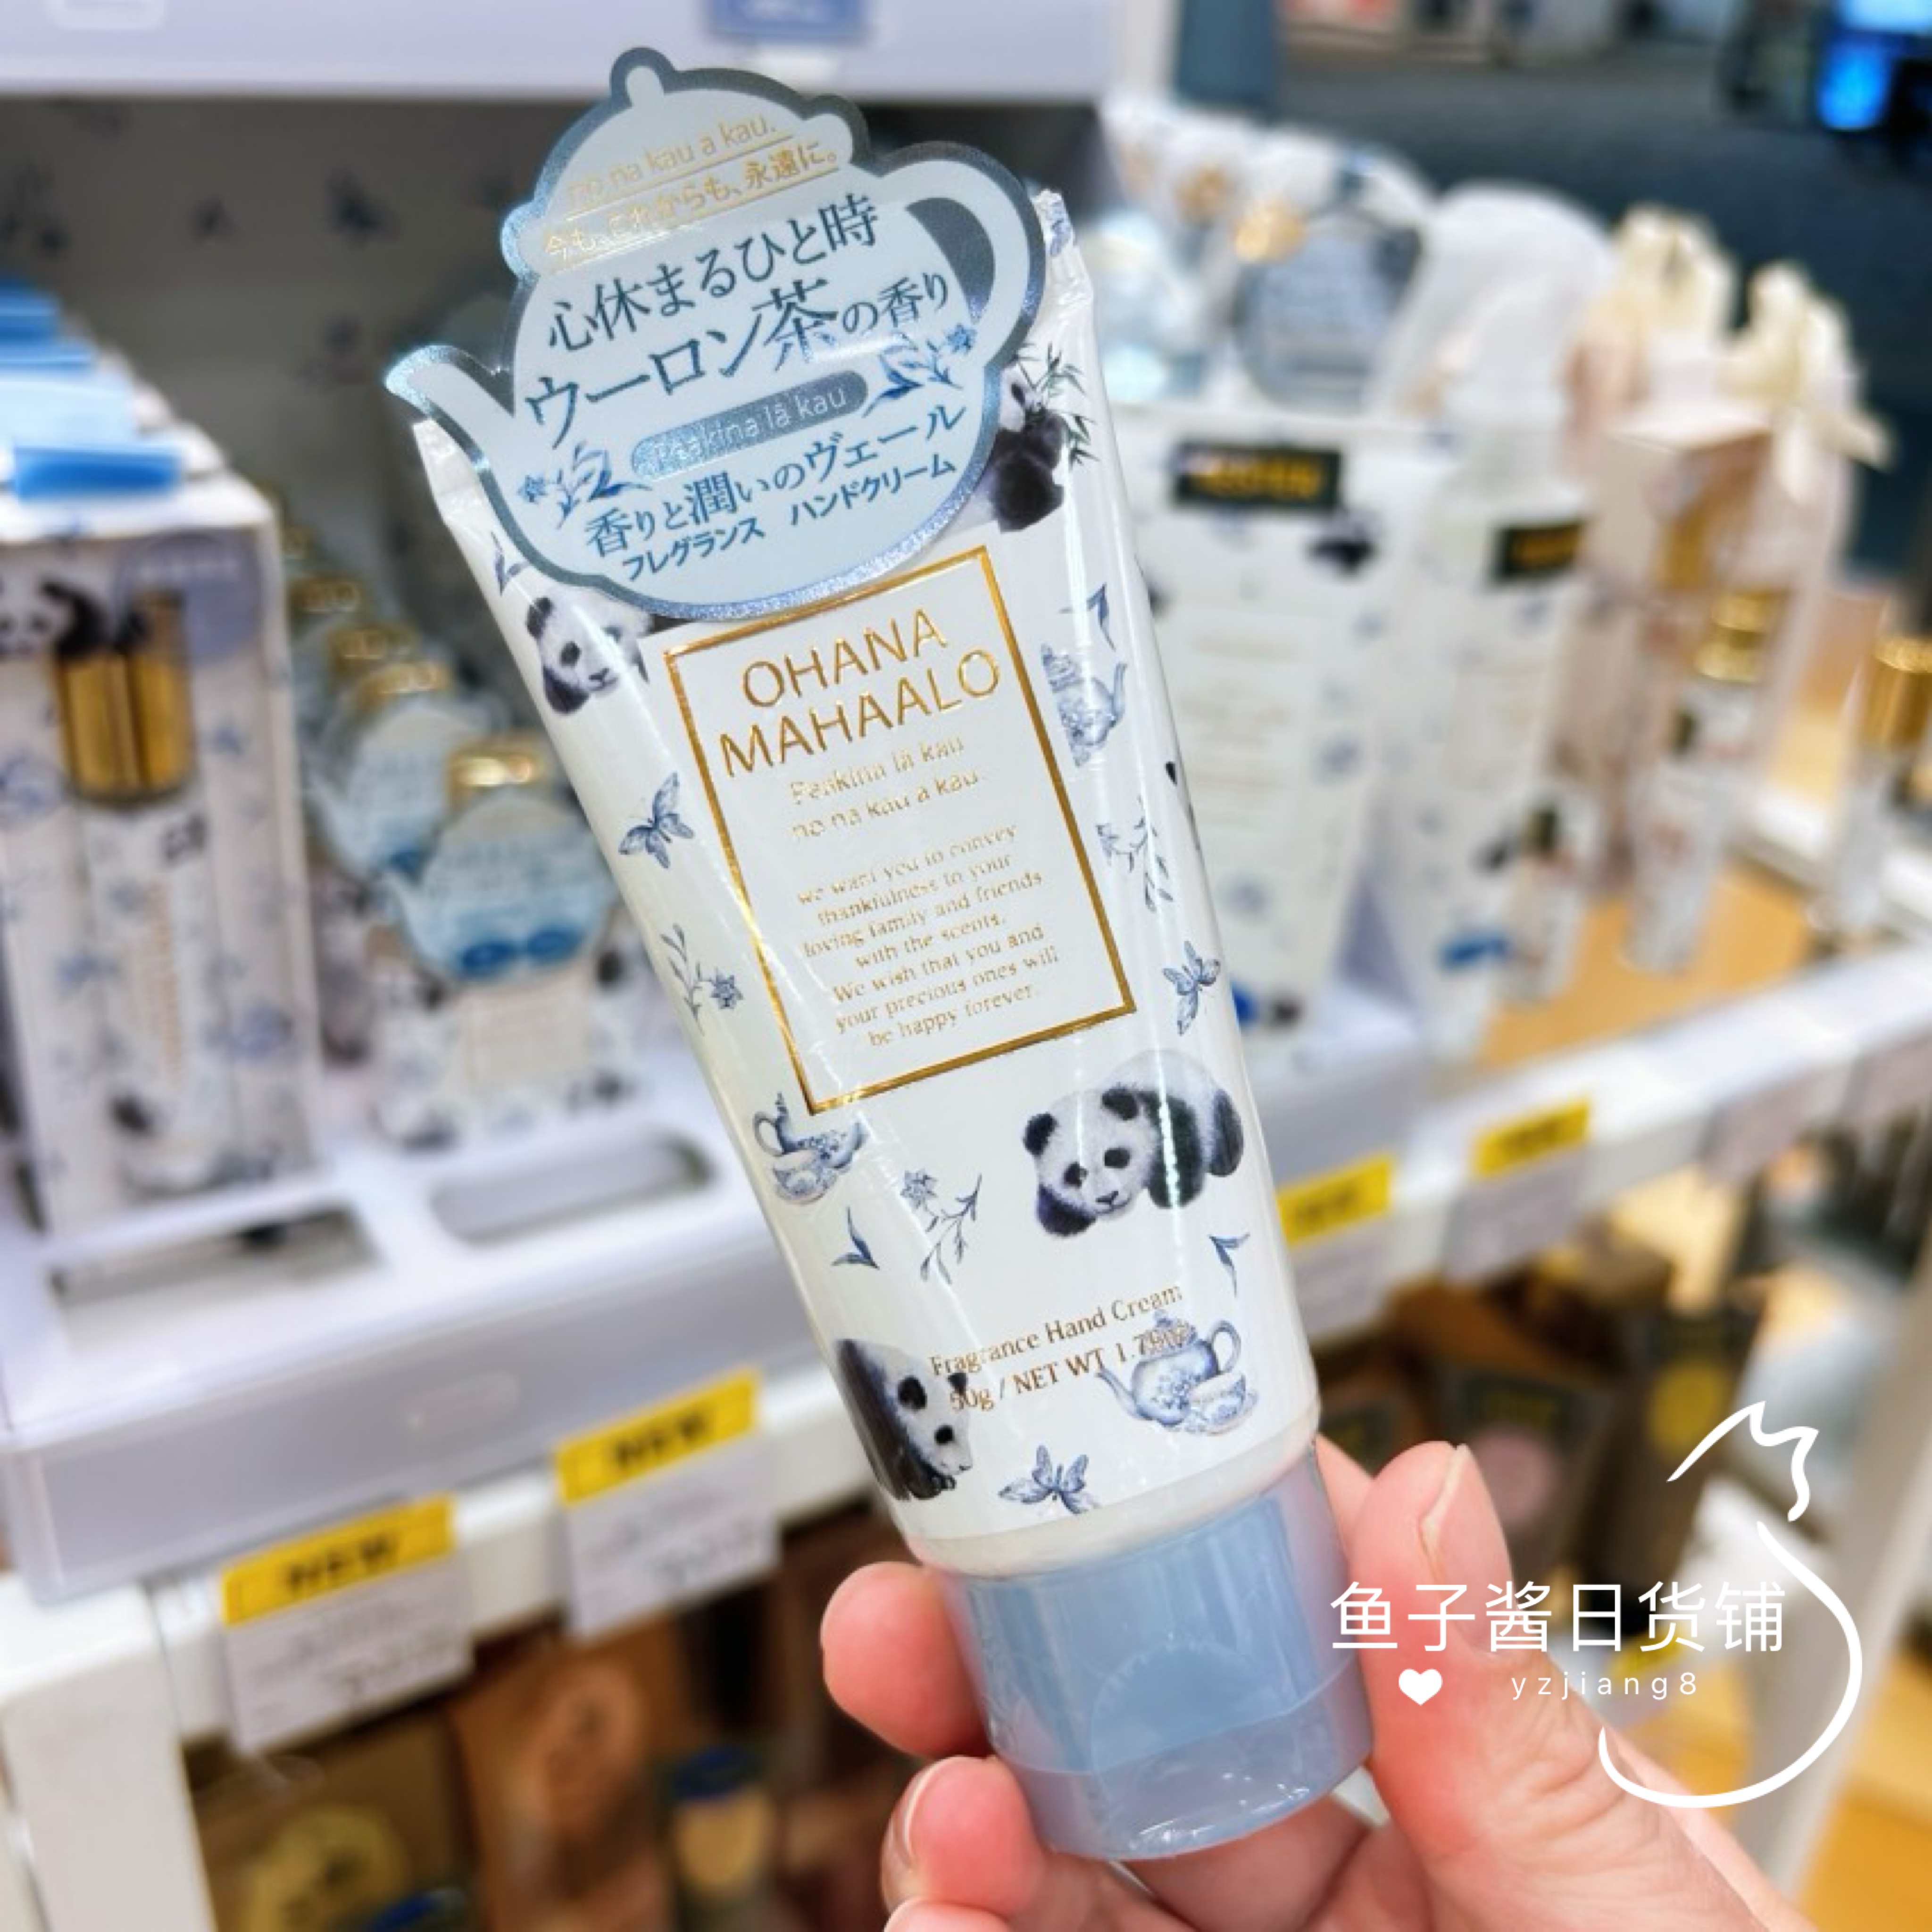 no na kau a kau.
今も、これからも、永遠に。
心休まるひと時
ウーロン茶の香り
Peakina lā kau
香りと潤いのヴェール
フレグランス ハンドクリーム
OHANA
MAHAALO
Peakina lā kau
no na kau a kau.
we want you to convey
thankfulness to your
loving family and friends
with the scents.
We wish that you and
your precious ones will
be happy forever.
Fragrance Hand Cream
50g / NET WT 1.76oz
NEW
NEW
鱼子酱日货铺
yzjiang8